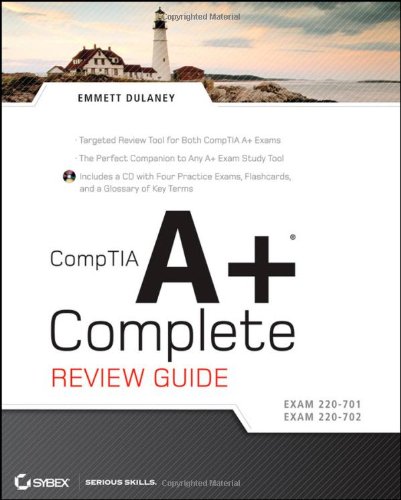 Copyrighted Material
EMMETT DULANEY
· Targeted Review Tool for Both CompTIA A+ Exams
· The Perfect Companion to Any A+ Exam Study Tool
Includes a CD with Four Practice Exams, Flashcards,
and a Glossary of Key Terms
CompTIA A+®
Complete
REVIEW GUIDE
EXAM 220-701
EXAM 220-702
SYBEX
SERIOUS SKILLS.
Copyrighted Material